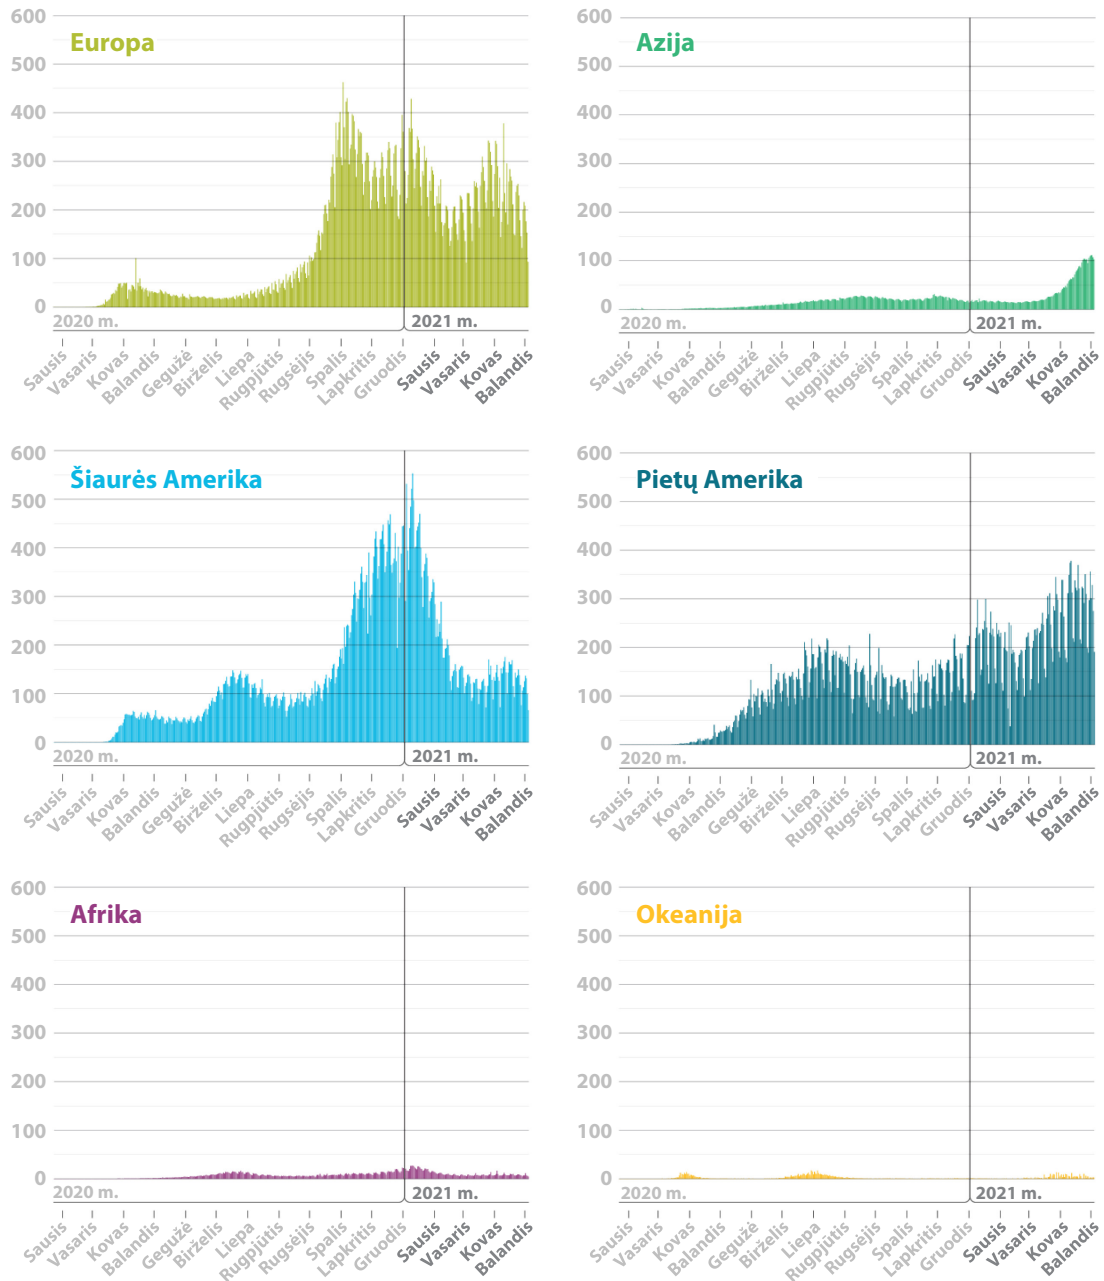 Europa
600
500
400
300
200
100
0
2020 m.
2021 m.
Sausis
Vasaris
Kovas
Balandis
Gegužė
Birželis
Liepa
Rugpjūtis
Rugsėjis
Spalis
Lapkritis
Gruodis
Sausis
Vasaris
Kovas
Balandis
Azija
600
500
400
300
200
100
0
2020 m.
2021 m.
Sausis
Vasaris
Kovas
Balandis
Gegužė
Birželis
Liepa
Rugpjūtis
Rugsėjis
Spalis
Lapkritis
Gruodis
Sausis
Vasaris
Kovas
Balandis
Šiaurės Amerika
600
500
400
300
200
100
0
2020 m.
2021 m.
Sausis
Vasaris
Kovas
Balandis
Gegužė
Birželis
Liepa
Rugpjūtis
Rugsėjis
Spalis
Lapkritis
Gruodis
Sausis
Vasaris
Kovas
Balandis
Pietų Amerika
600
500
400
300
200
100
0
2020 m.
2021 m.
Sausis
Vasaris
Kovas
Balandis
Gegužė
Birželis
Liepa
Rugpjūtis
Rugsėjis
Spalis
Lapkritis
Gruodis
Sausis
Vasaris
Kovas
Balandis
Afrika
600
500
400
300
200
100
0
2020 m.
2021 m.
Sausis
Vasaris
Kovas
Balandis
Gegužė
Birželis
Liepa
Rugpjūtis
Rugsėjis
Spalis
Lapkritis
Gruodis
Sausis
Vasaris
Kovas
Balandis
Okeanija
600
500
400
300
200
100
0
2020 m.
2021 m.
Sausis
Vasaris
Kovas
Balandis
Gegužė
Birželis
Liepa
Rugpjūtis
Rugsėjis
Spalis
Lapkritis
Gruodis
Sausis
Vasaris
Kovas
Balandis